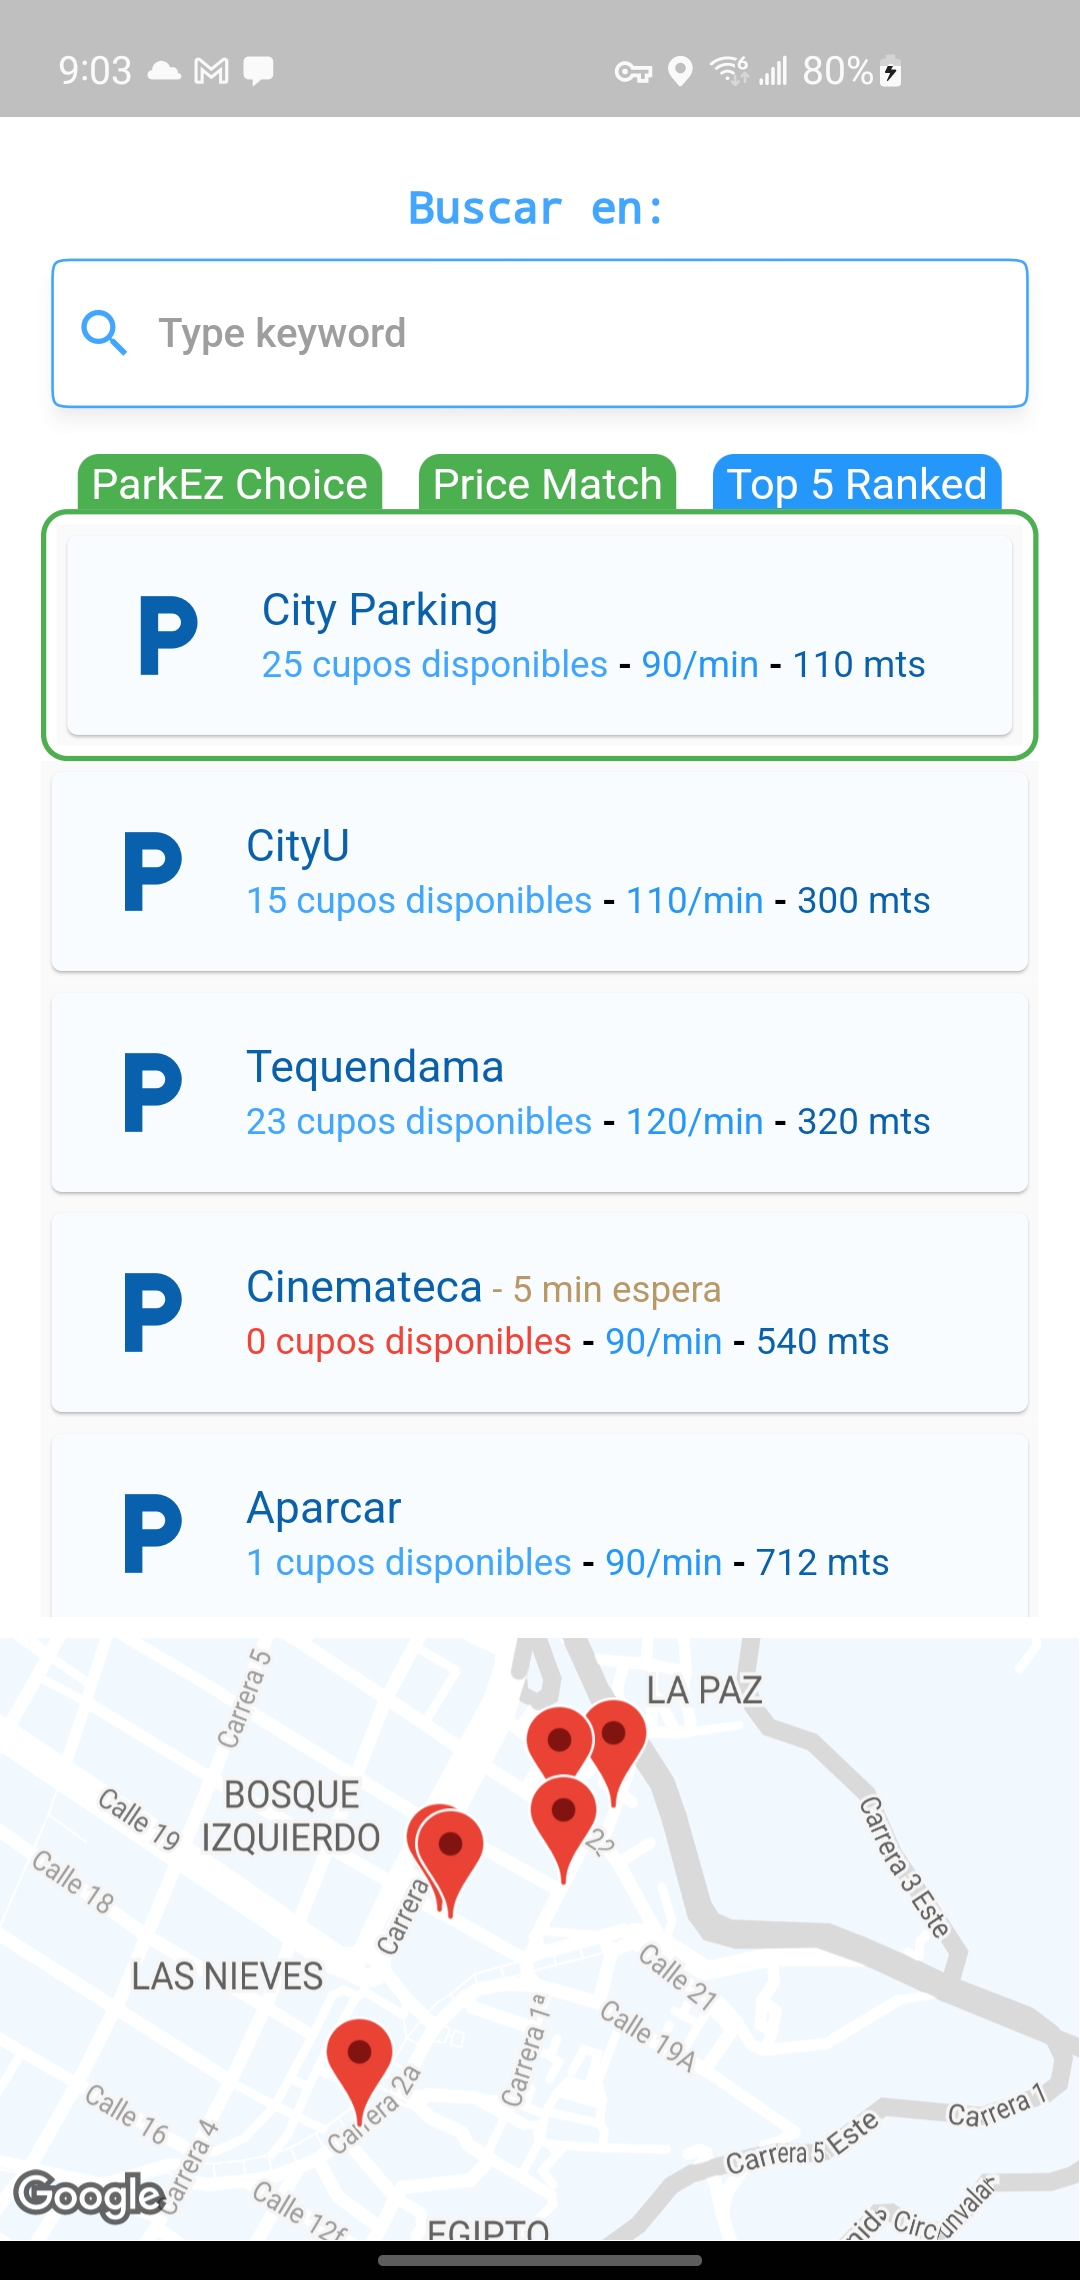 9:03
6 80%
Buscar en:
Type keyword
ParkEz Choice Price Match Top 5 Ranked
P City Parking
25 cupos disponibles - 90/min - 110 mts
P CityU
15 cupos disponibles - 110/min - 300 mts
P Tequendama
23 cupos disponibles - 120/min - 320 mts
P Cinemateca - 5 min espera
0 cupos disponibles - 90/min - 540 mts
P Aparcar
1 cupos disponibles - 90/min - 712 mts
Carrera 5
LA PAZ
BOSQUE
IZQUIERDO
Calle 19
Calle 18
22
Carrera 3 Este
Carrera
LAS NIEVES
Calle 21
Calle 19A
Carrera 1ª
Carrera 2a
Calle 16
Carrera 4
Carrera 1
Carrera 5 Este
Google
Calle 12f
EGIPTO